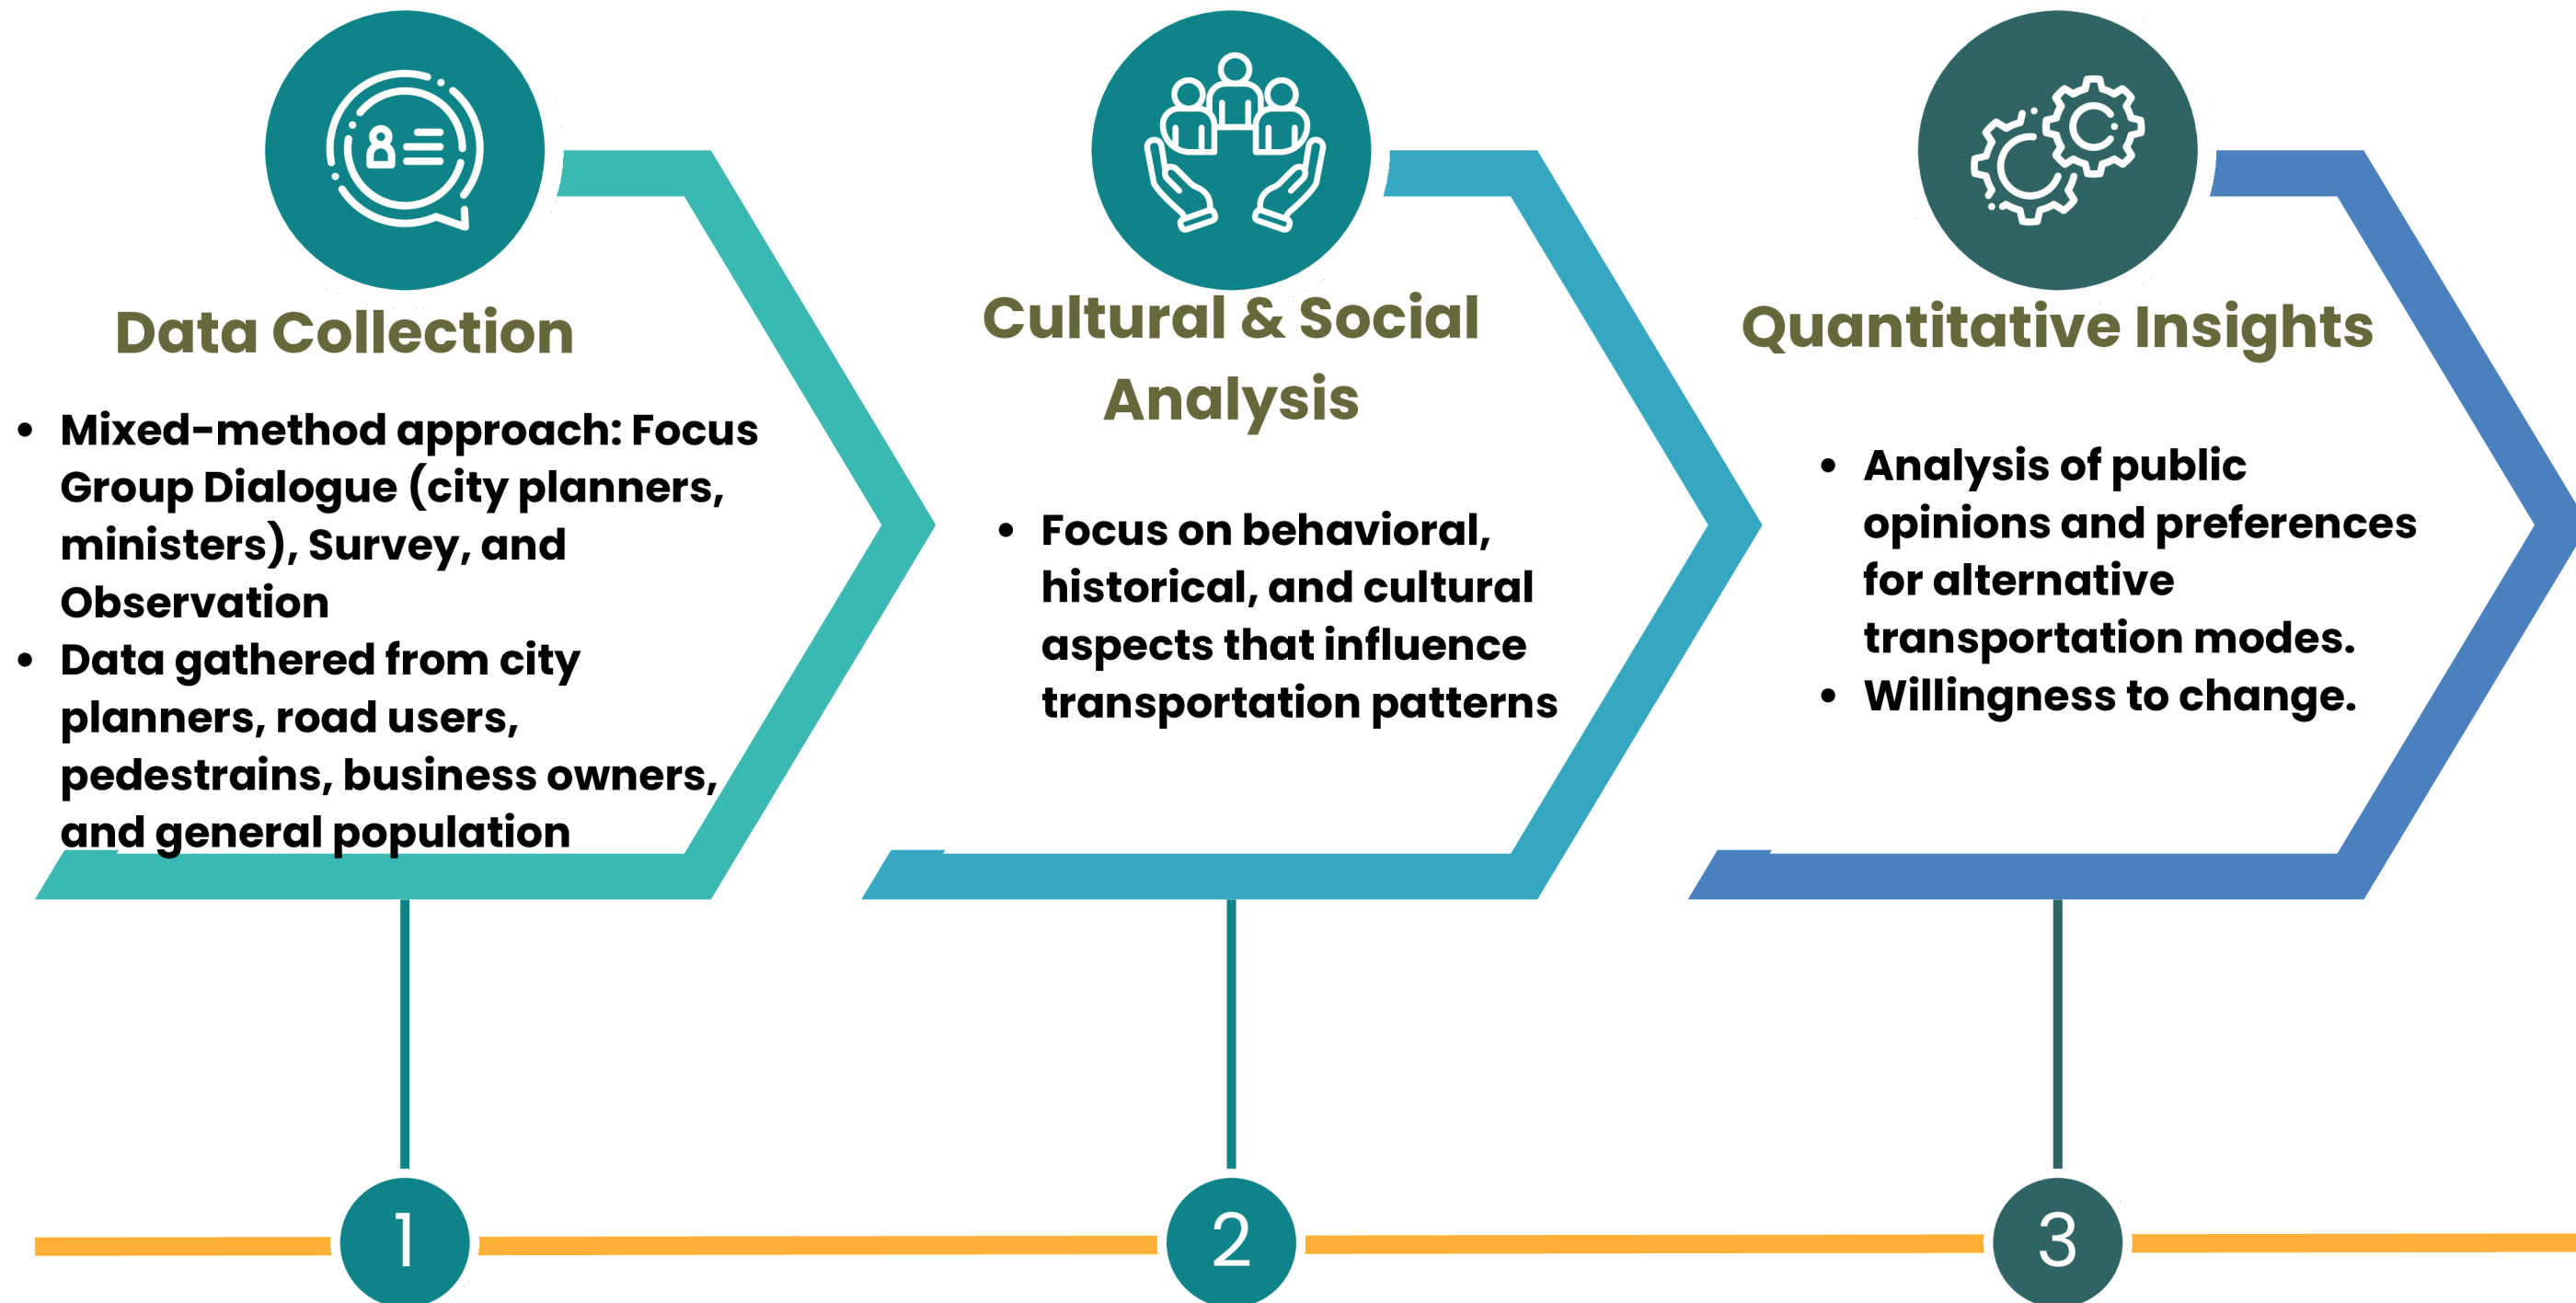 Data Collection
• Mixed-method approach: Focus
Group Dialogue (city planners,
ministers), Survey, and
Observation
• Data gathered from city
planners, road users,
pedestrains, business owners,
and general population
Cultural & Social
Analysis
• Focus on behavioral,
historical, and cultural
aspects that influence
transportation patterns
Quantitative Insights
• Analysis of public
opinions and preferences
for alternative
transportation modes.
• Willingness to change.
1
2
3